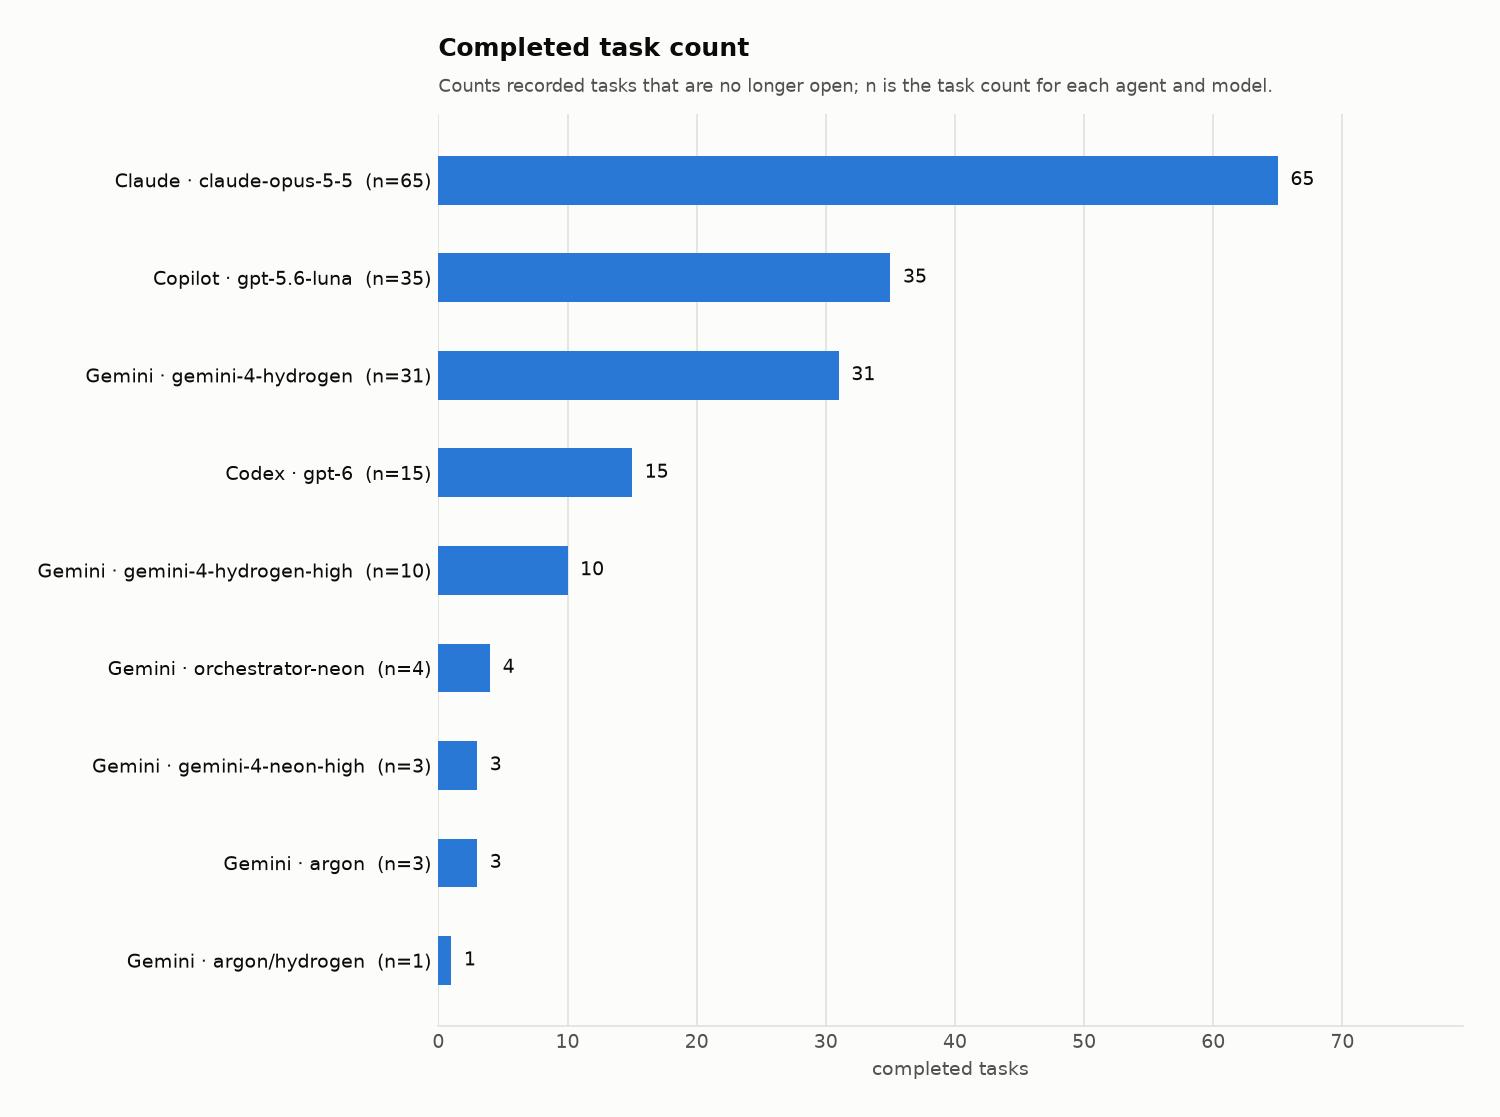 Completed task count
Counts recorded tasks that are no longer open; n is the task count for each agent and model.
Claude · claude-opus-5-5  (n=65) 65
Copilot · gpt-5.6-luna  (n=35) 35
Gemini · gemini-4-hydrogen  (n=31) 31
Codex · gpt-6  (n=15) 15
Gemini · gemini-4-hydrogen-high  (n=10) 10
Gemini · orchestrator-neon  (n=4) 4
Gemini · gemini-4-neon-high  (n=3) 3
Gemini · argon  (n=3) 3
Gemini · argon/hydrogen  (n=1) 1
0 10 20 30 40 50 60 70
completed tasks